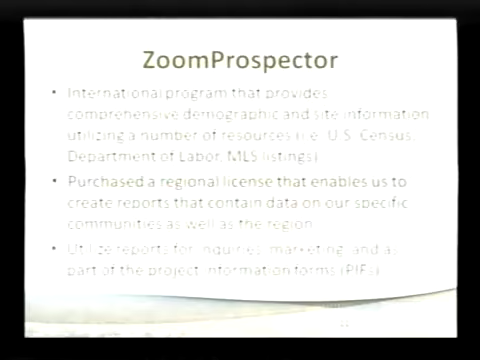 ZoomProspector
• International program that provides
comprehensive demographic and site information
utilizing a number of resources (i.e. U.S. Census,
Department of Labor, MLS listings)
• Purchased a regional license that enables us to
create reports that contain data on our specific
communities as well as the region
• Utilize reports for inquiries, marketing, and as
part of the project information forms (PIFs)